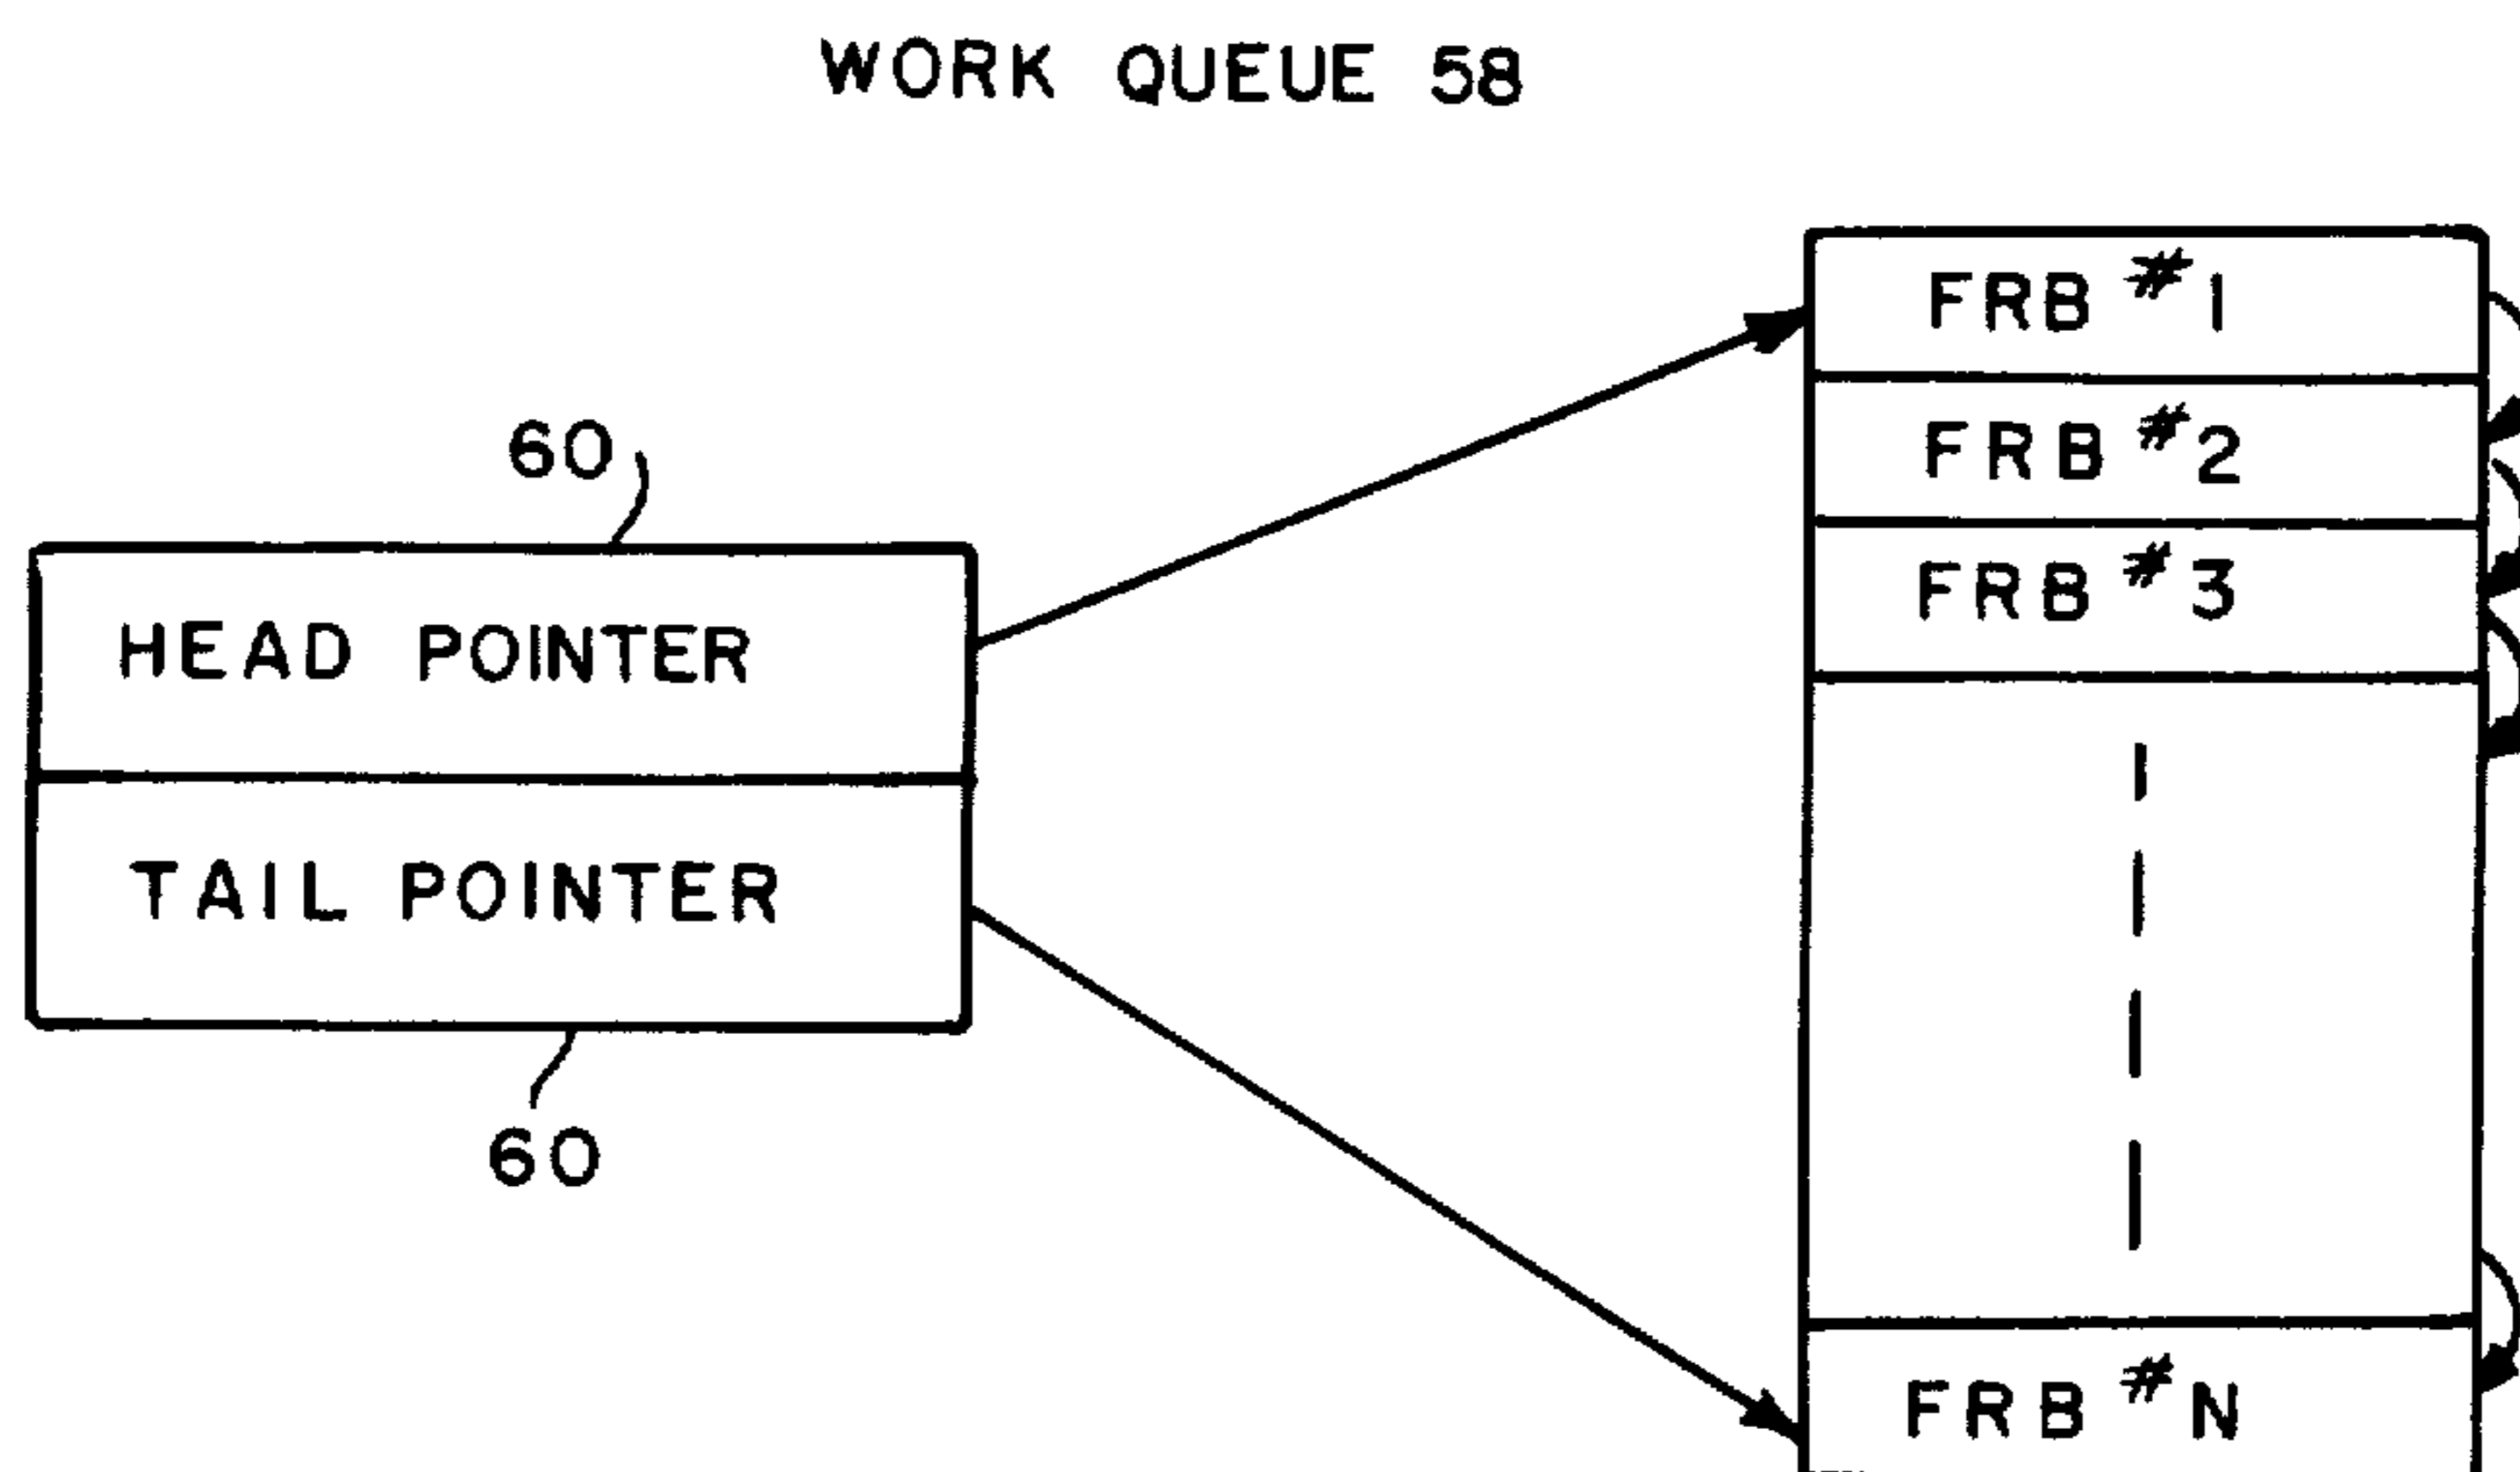 WORK QUEUE 58
60
HEAD POINTER
TAIL POINTER
60
FRB #1
FRB #2
FRB #3
FRB #N